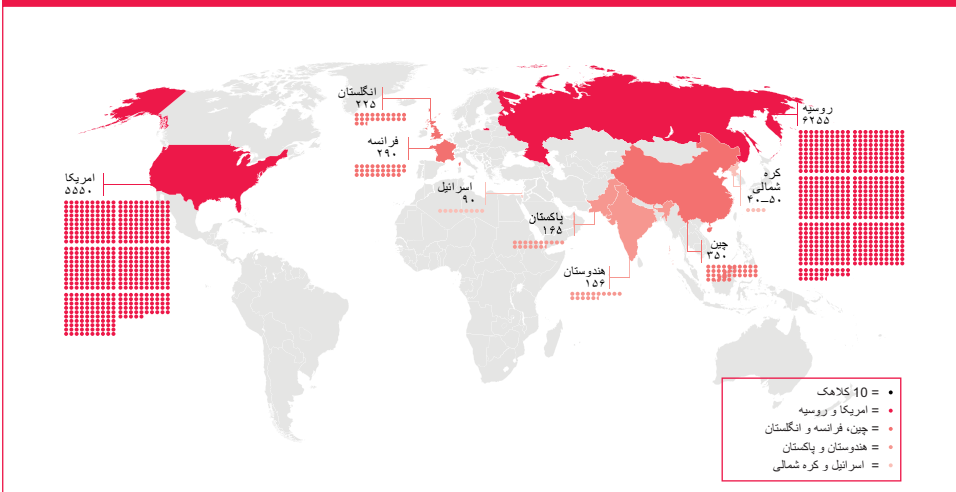 انگلستان
۲۲۵
فرانسه
۲۹۰
روسیه
۶۲۵۵
امریکا
۵۵۵۰
کره
شمالی
۴۰–۵۰
اسرائیل
۹۰
پاکستان
۱۶۵
چین
۳۵۰
هندوستان
۱۵۶
• = 10 کلاهک
• = امریکا و روسیه
• = چین، فرانسه و انگلستان
• = هندوستان و پاکستان
• = اسرائیل و کره شمالی